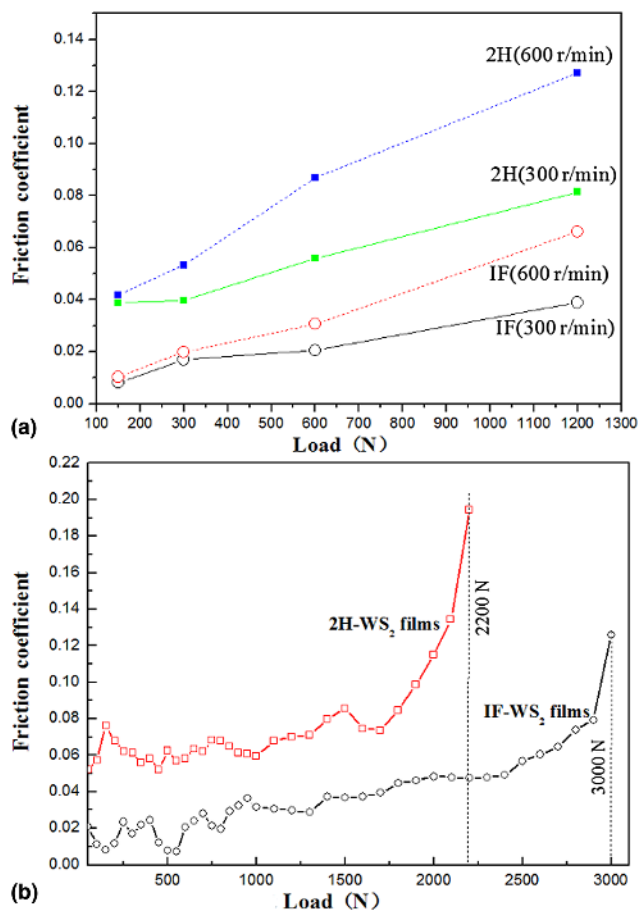 0.14
0.12
0.10
0.08
0.06
0.04
0.02
0.00
Friction coefficient
2H(600 r/min)
2H(300 r/min)
IF(600 r/min)
IF(300 r/min)
100 200 300 400 500 600 700 800 900 1000 1100 1200 1300
(a)
Load (N)
0.22
0.20
0.18
0.16
0.14
0.12
0.10
0.08
0.06
0.04
0.02
0.00
Friction coefficient
2H-WS2 films
2200 N
IF-WS2 films
3000 N
500 1000 1500 2000 2500 3000
(b)
Load (N)